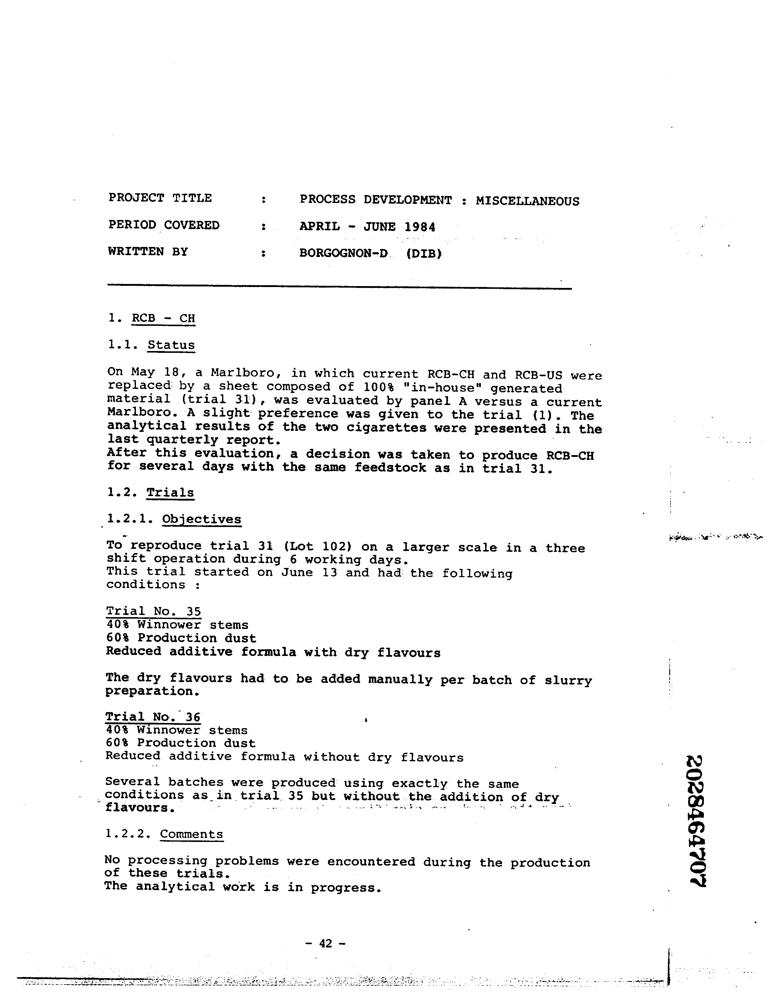 PROJECT TITLE : PROCESS DEVELOPMENT : MISCELLANEOUS
PERIOD COVERED : APRIL - JUNE 1984
WRITTEN BY : BORGOGNON-D (DIB)
1. RCB - CH
1.1. Status
On May 18, a Marlboro, in which current RCB-CH and RCB-US were
replaced by a sheet composed of 100% "in-house" generated
material (trial 31), was evaluated by panel A versus a current
Marlboro. A slight preference was given to the trial (1). The
analytical results of the two cigarettes were presented in the
last quarterly report.
After this evaluation, a decision was taken to produce RCB-CH
for several days with the same feedstock as in trial 31.
1.2. Trials
1.2.1. Objectives
To reproduce trial 31 (Lot 102) on a larger scale in a three
shift operation during 6 working days.
This trial started on June 13 and had the following
conditions :
Trial No. 35
40% Winnower stems
60% Production dust
Reduced additive formula with dry flavours
The dry flavours had to be added manually per batch of slurry
preparation.
Trial No. 36
40% Winnower stems
60% Production dust
Reduced additive formula without dry flavours
Several batches were produced using exactly the same
conditions as in trial 35 but without the addition of dry
flavours.
1.2.2. Comments
No processing problems were encountered during the production
of these trials.
The analytical work is in progress.
- 42 -
2028464707